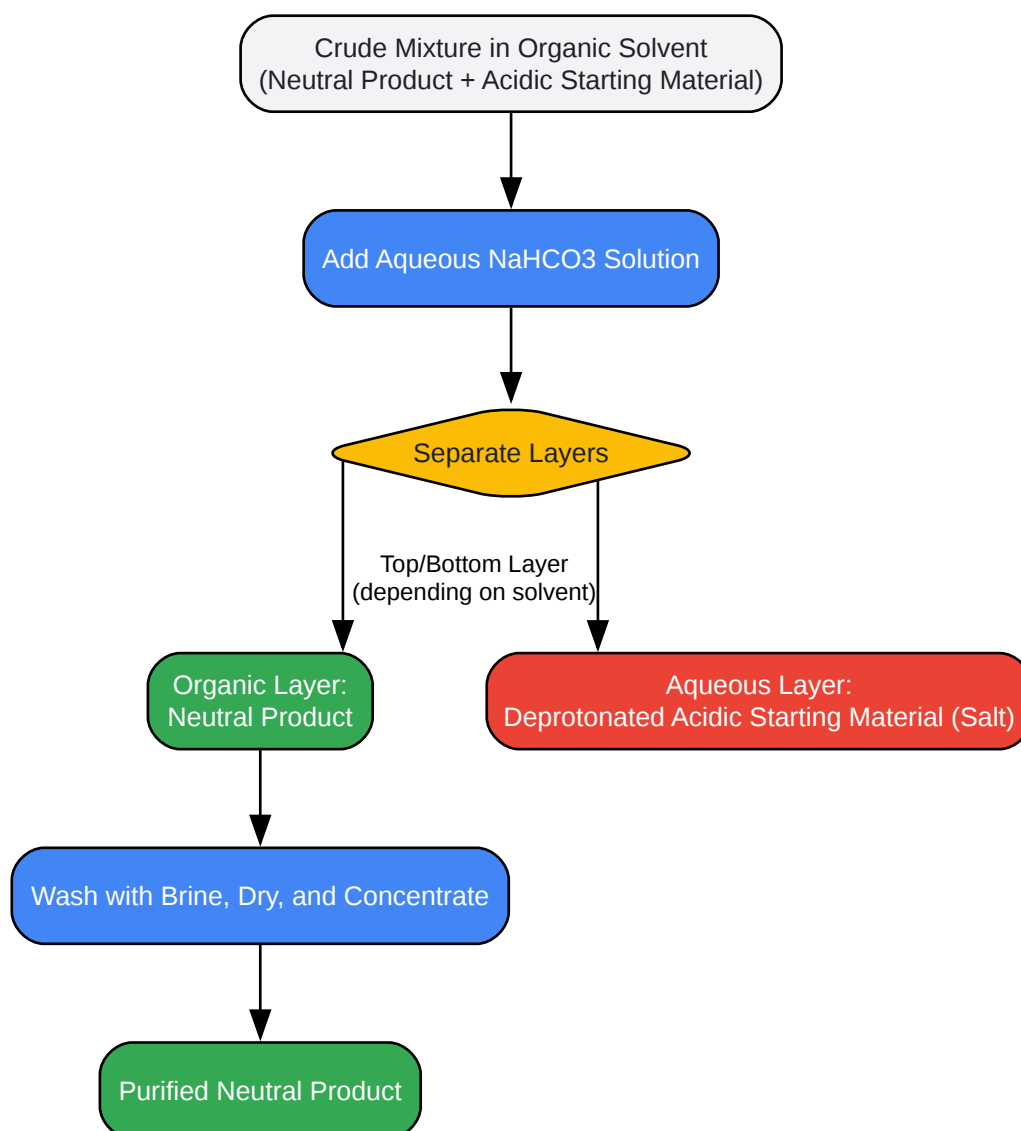 Crude Mixture in Organic Solvent
(Neutral Product + Acidic Starting Material)
Add Aqueous NaHCO3 Solution
Separate Layers
Top/Bottom Layer
(depending on solvent)
Organic Layer:
Neutral Product
Aqueous Layer:
Deprotonated Acidic Starting Material (Salt)
Wash with Brine, Dry, and Concentrate
Purified Neutral Product